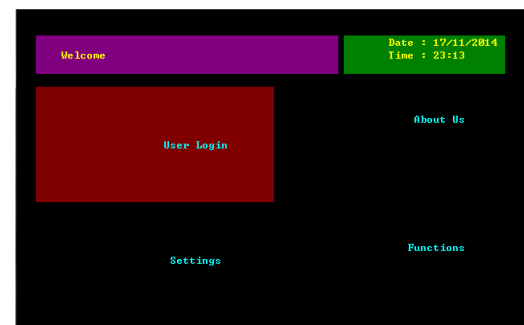 Welcome
Date : 17/11/2014
Time : 23:13
User Login
About Us
Settings
Functions